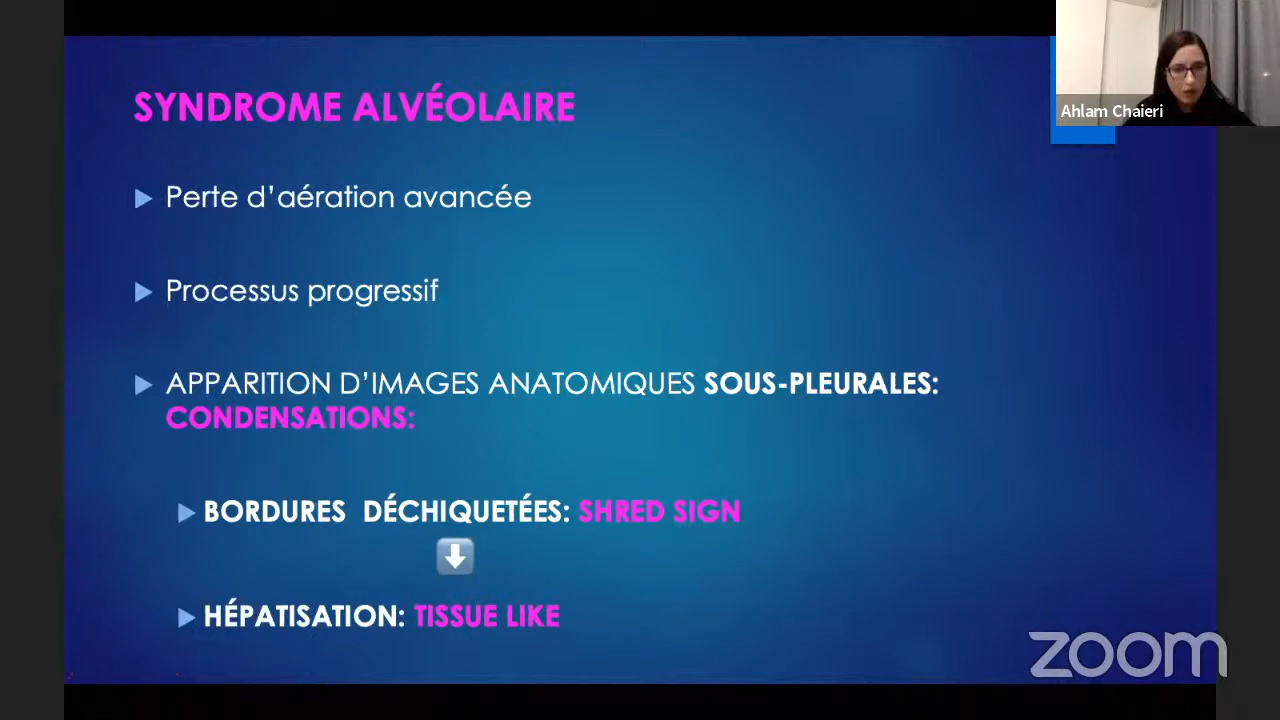 SYNDROME ALVÉOLAIRE
Ahlam Chaieri
Perte d’aération avancée
Processus progressif
APPARITION D’IMAGES ANATOMIQUES SOUS-PLEURALES:
CONDENSATIONS:
BORDURES DÉCHIQUETÉES: SHRED SIGN
HÉPATISATION: TISSUE LIKE
zoom